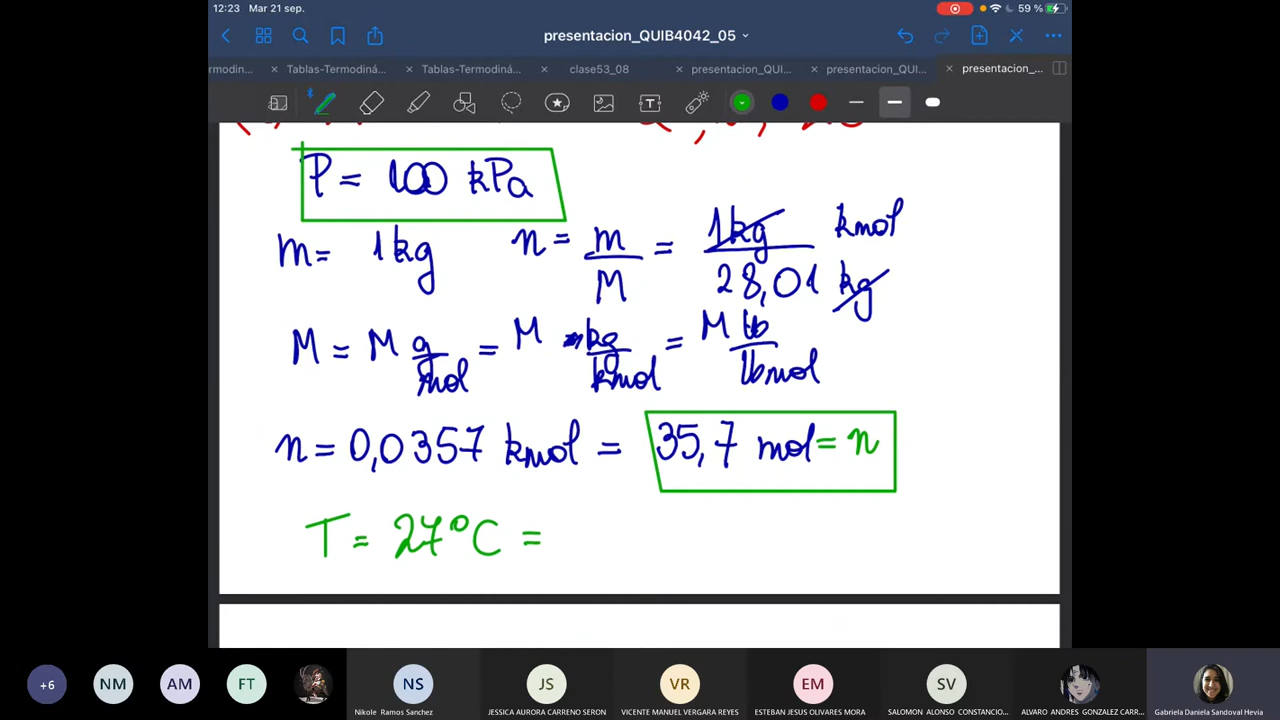 12:23 Mar 21 sep. 59 %
presentacion_QUIB4042_05
rmodin... Tablas-Termodiná... Tablas-Termodiná... clase53_08 presentacion_QUI... presentacion_QUI... presentacion_...
P = 100 kPa
m = 1 kg n = m/M = 1kg/28,01 kg kmol
M = M g/mol = M kg/kmol = M lb/lbmol
n = 0,0357 kmol = 35,7 mol = n
T = 27°C =
+6 NM AM FT NS JS VR EM SV
Nikole Ramos Sanchez JESSICA AURORA CARRENO SERON VICENTE MANUEL VERGARA REYES ESTEBAN JESUS OLIVARES MORA SALOMON ALONSO CONSTANCIO... ALVARO ANDRES GONZALEZ CARR... Gabriela Daniela Sandoval Hevia